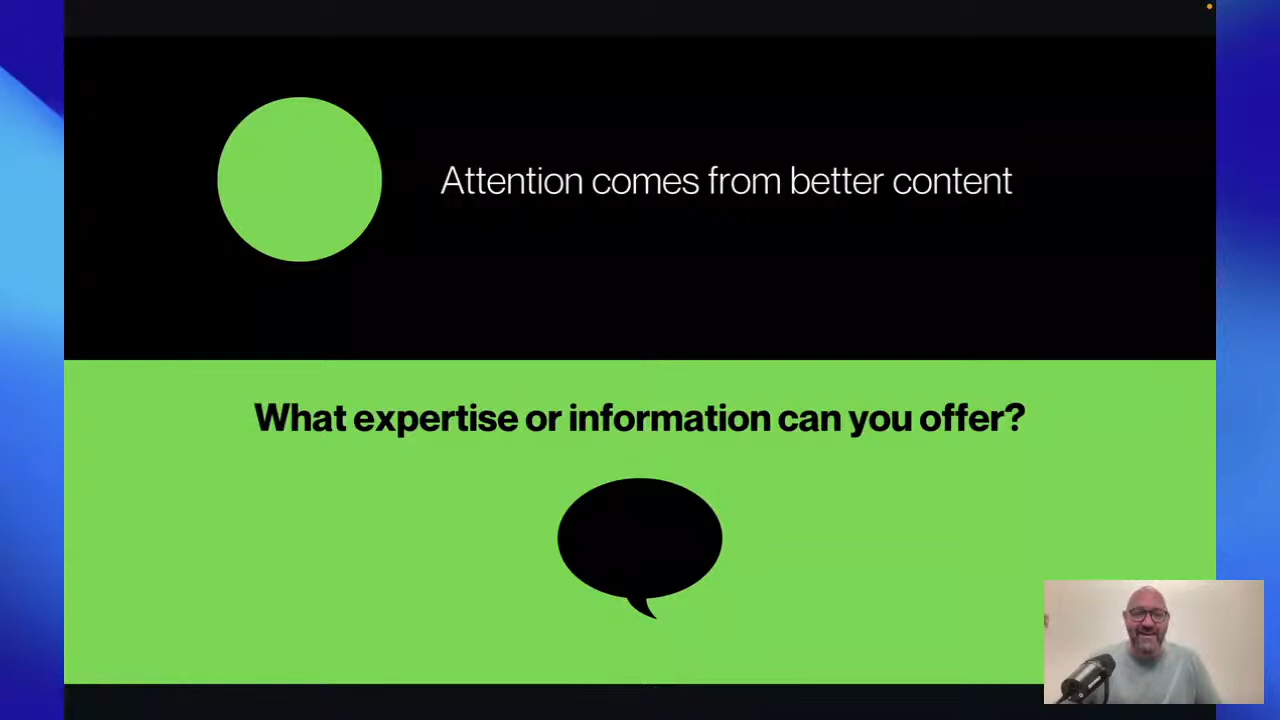 Attention comes from better content
What expertise or information can you offer?